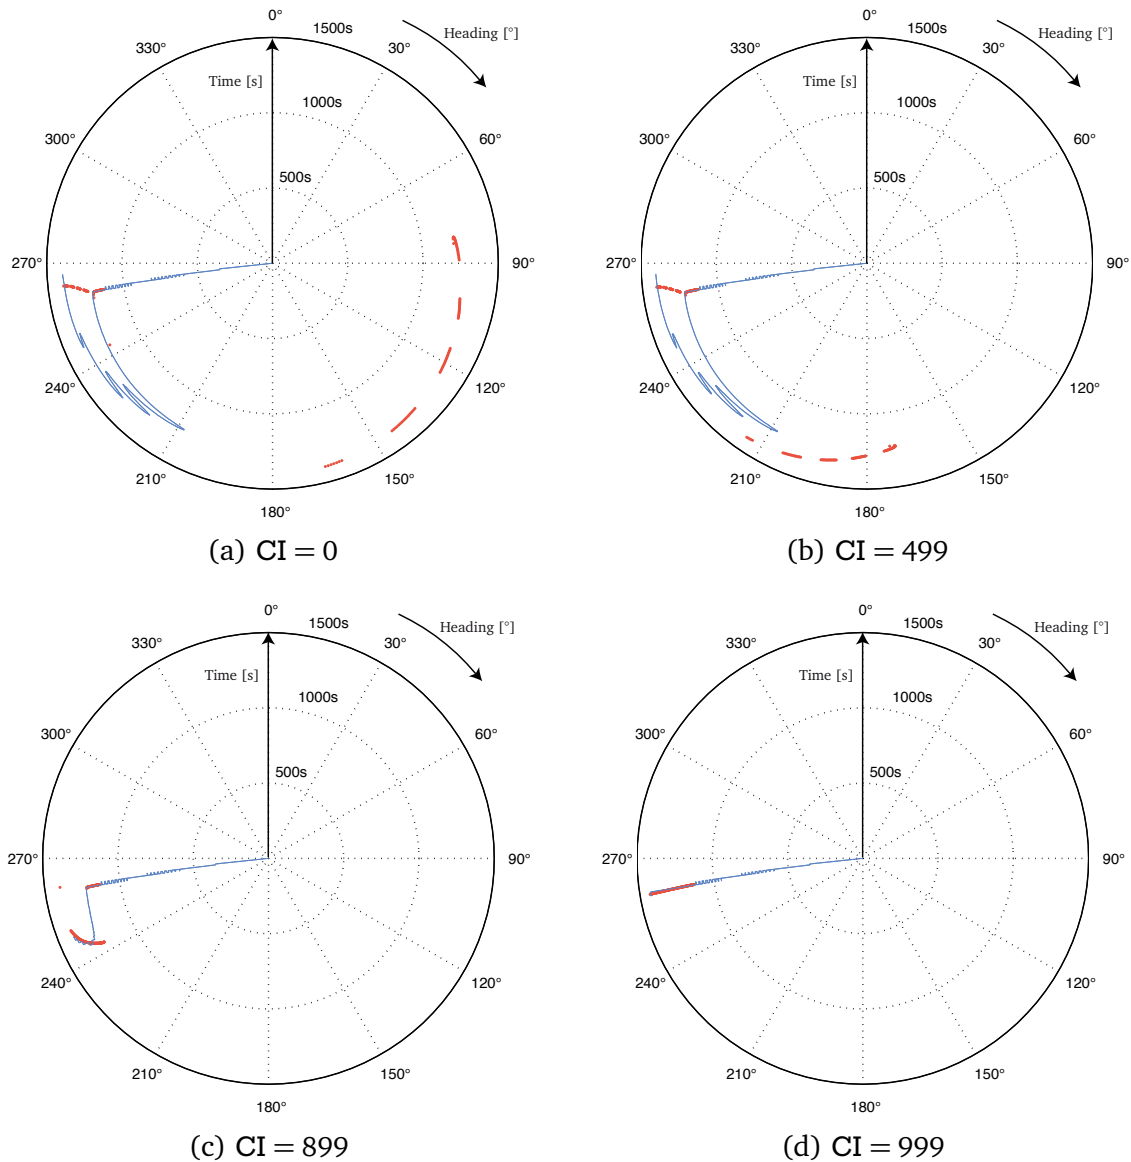 0°
1500s
Heading [°]
330°
30°
Time [s]
1000s
300°
60°
500s
270°
90°
240°
120°
210°
150°
180°
(a) CI = 0
0°
1500s
Heading [°]
330°
30°
Time [s]
1000s
300°
60°
500s
270°
90°
240°
120°
210°
150°
180°
(b) CI = 499
0°
1500s
Heading [°]
330°
30°
Time [s]
1000s
300°
60°
500s
270°
90°
240°
120°
210°
150°
180°
(c) CI = 899
0°
1500s
Heading [°]
330°
30°
Time [s]
1000s
300°
60°
500s
270°
90°
240°
120°
210°
150°
180°
(d) CI = 999